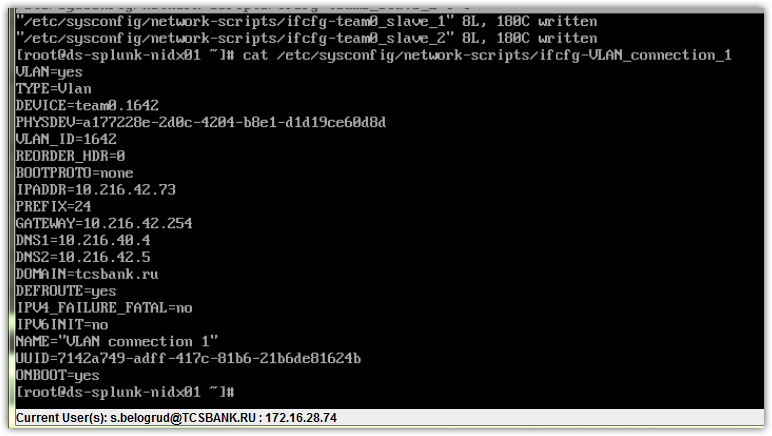 "/etc/sysconfig/network-scripts/ifcfg-team0_slave_1" 8L, 180C written
"/etc/sysconfig/network-scripts/ifcfg-team0_slave_2" 8L, 180C written
[root@ds-splunk-nidx01 ~]# cat /etc/sysconfig/network-scripts/ifcfg-VLAN_connection_1
VLAN=yes
TYPE=Vlan
DEVICE=team0.1642
PHYSDEV=a177228e-2d0c-4204-b8e1-d1d19ce60d8d
VLAN_ID=1642
REORDER_HDR=0
BOOTPROTO=none
IPADDR=10.216.42.73
PREFIX=24
GATEWAY=10.216.42.254
DNS1=10.216.40.4
DNS2=10.216.42.5
DOMAIN=tcsbank.ru
DEFROUTE=yes
IPV4_FAILURE_FATAL=no
IPV6INIT=no
NAME="VLAN connection 1"
UUID=7142a749-adff-417c-81b6-21b6de81624b
ONBOOT=yes
[root@ds-splunk-nidx01 ~]#
Current User(s): s.belogrud@TCSBANK.RU : 172.16.28.74